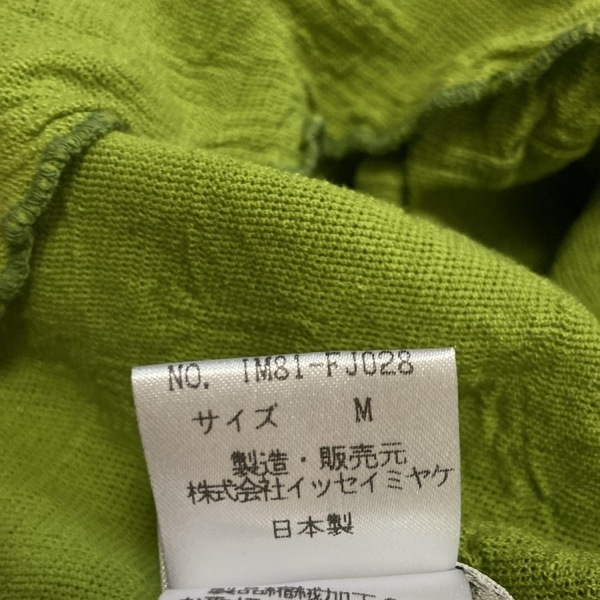 NO. IM81-FJ028
サイズ M
製造・販売元
株式会社イッセイミヤケ
日本製